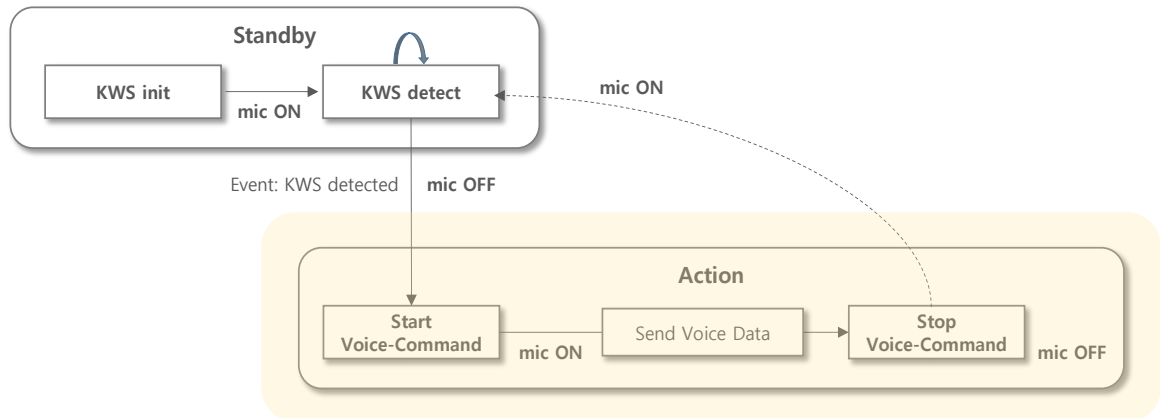 Standby
KWS init
mic ON
KWS detect
mic ON
Event: KWS detected
mic OFF
Action
Start
Voice-Command
mic ON
Send Voice Data
Stop
Voice-Command
mic OFF